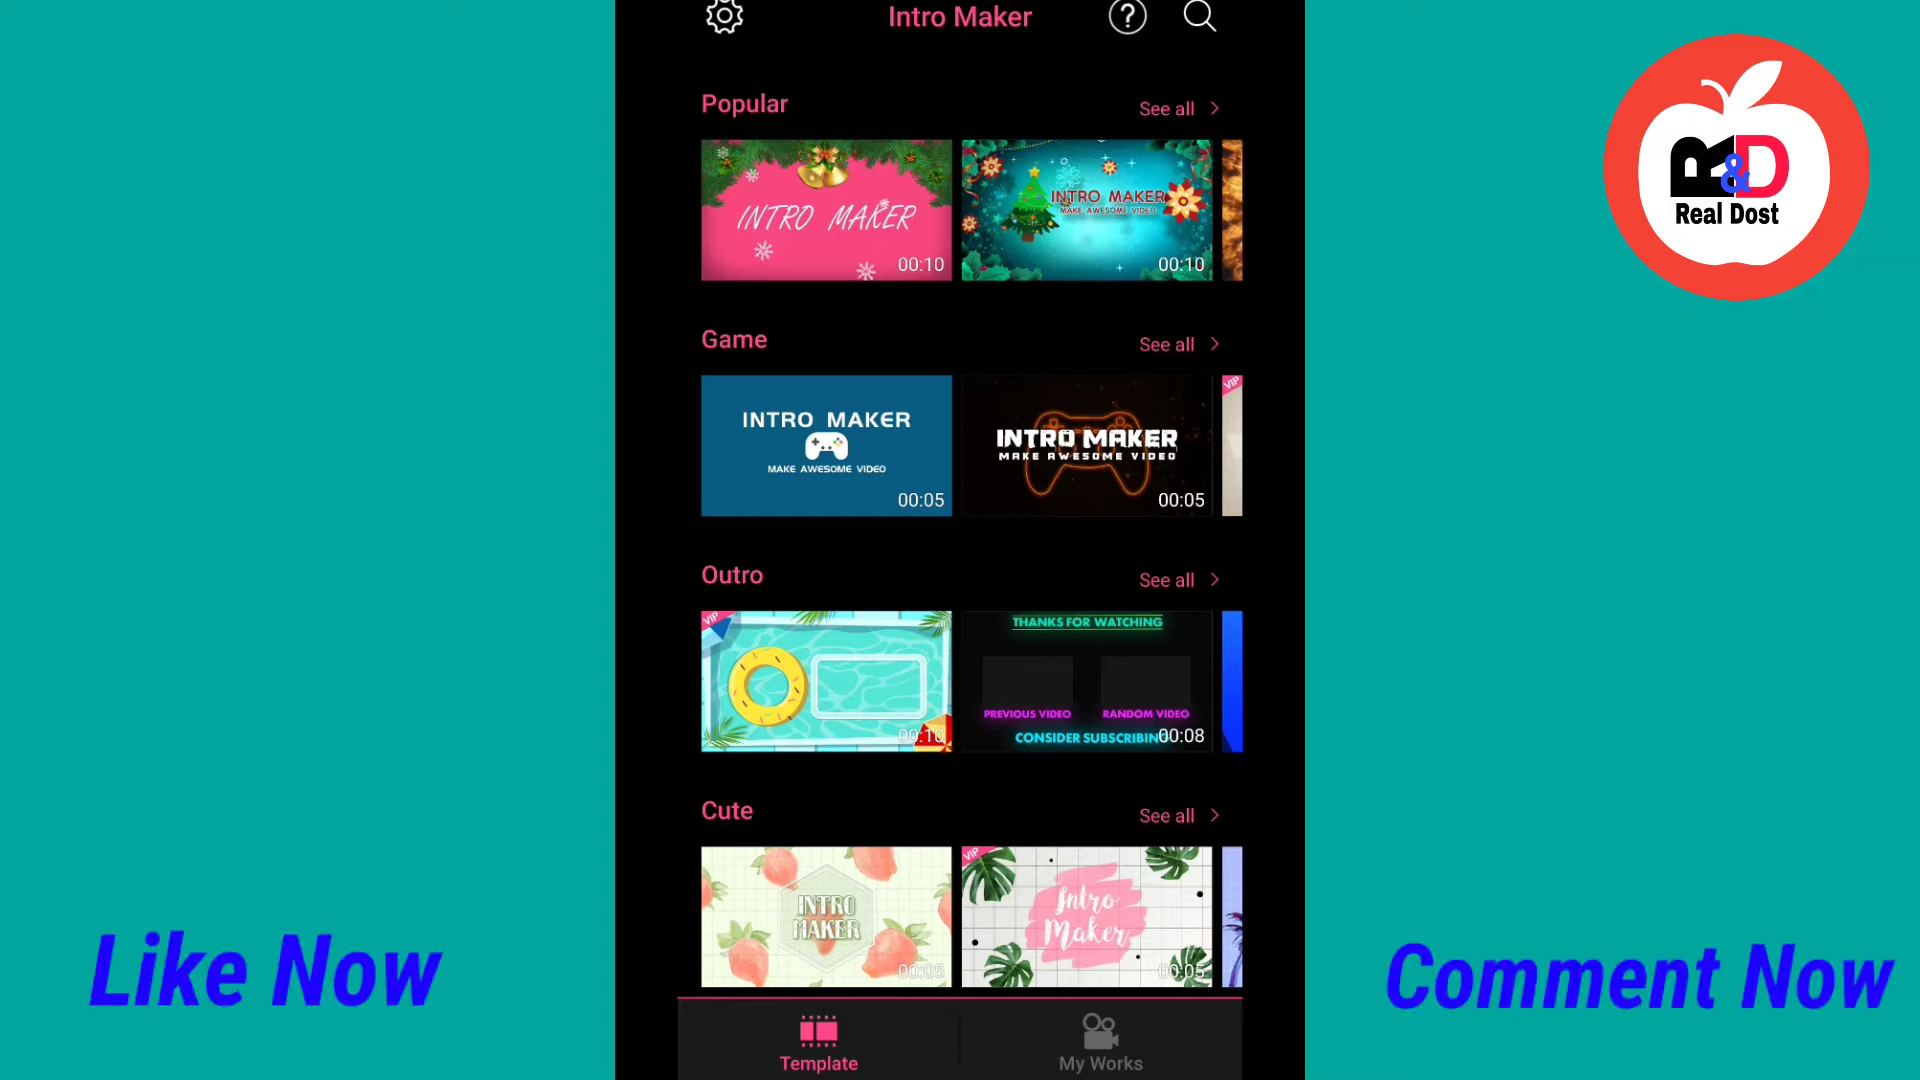 Intro Maker
?
R&D
Real Dost
Popular
See all
INTRO MAKER
00:10
INTRO MAKER
MAKE AWESOME VIDEO
00:10
Game
See all
INTRO MAKER
MAKE AWESOME VIDEO
00:05
INTRO MAKER
MAKE AWESOME VIDEO
00:05
VIP
Outro
See all
VIP
00:10
THANKS FOR WATCHING
PREVIOUS VIDEO
RANDOM VIDEO
CONSIDER SUBSCRIBING
00:08
Cute
See all
INTRO
MAKER
00:05
VIP
Intro
Maker
00:05
Like Now
Comment Now
Template
My Works